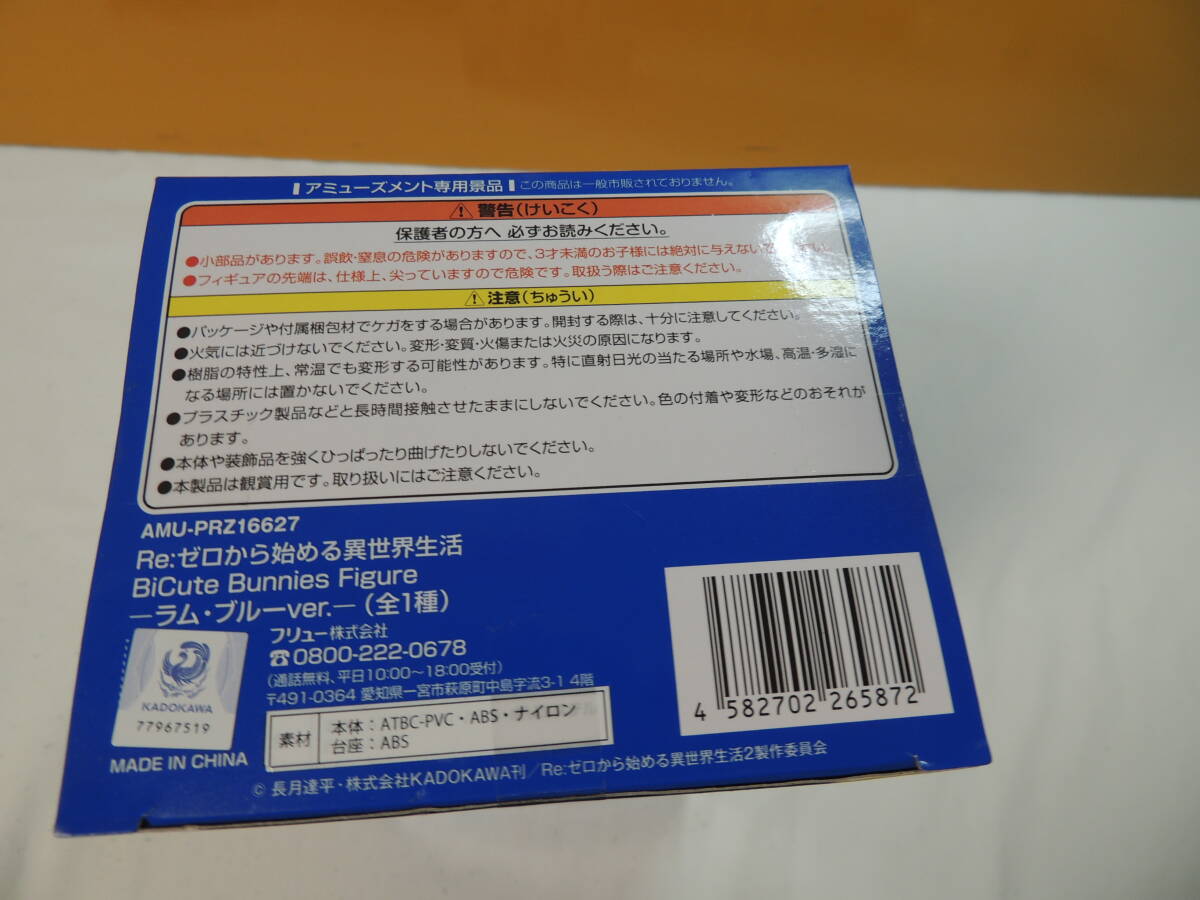 アミューズメント専用景品 この商品は一般市販されておりません。
警告(けいこく)
保護者の方へ 必ずお読みください。
●小部品があります。誤飲・窒息の危険がありますので、3才未満のお子様には絶対に与えない
●フィギュアの先端は、仕様上、尖っていますので危険です。取扱う際はご注意ください。
注意(ちゅうい)
●パッケージや付属梱包材でケガをする場合があります。開封する際は、十分に注意してください。
●火気には近づけないでください。変形・変質・火傷または火災の原因になります。
●樹脂の特性上、常温でも変形する可能性があります。特に直射日光の当たる場所や水場、高温・多湿に
なる場所には置かないでください。
●プラスチック製品などと長時間接触させたままにしないでください。色の付着や変形などのおそれが
あります。
●本体や装飾品を強くひっぱったり曲げたりしないでください。
●本製品は観賞用です。取り扱いにはご注意ください。
AMU-PRZ16627
Re:ゼロから始める異世界生活
BiCute Bunnies Figure
―ラム・ブルーver.―(全1種)
フリュー株式会社
☎0800-222-0678
(通話無料、平日10:00〜18:00受付)
〒491-0364 愛知県一宮市萩原町中島字流3-1 4階
KADOKAWA
77967519
素材
本体:ATBC-PVC・ABS・ナイロン
台座:ABS
MADE IN CHINA
4 582702 265872
© 長月達平・株式会社KADOKAWA刊/Re:ゼロから始める異世界生活2製作委員会